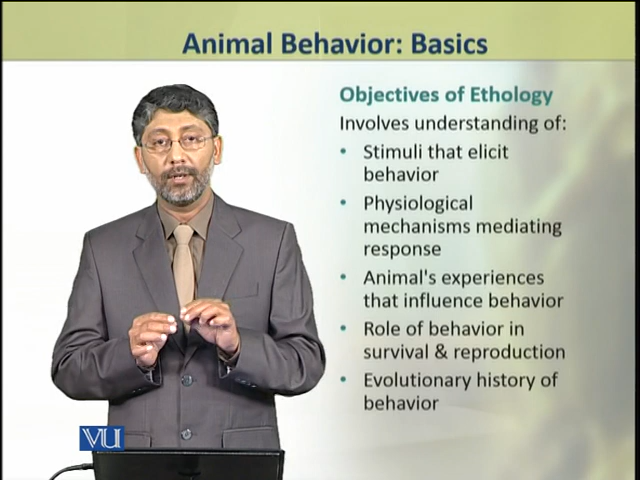 Animal Behavior: Basics
Objectives of Ethology
Involves understanding of:
• Stimuli that elicit
behavior
• Physiological
mechanisms mediating
response
• Animal's experiences
that influence behavior
• Role of behavior in
survival & reproduction
• Evolutionary history of
behavior
VU